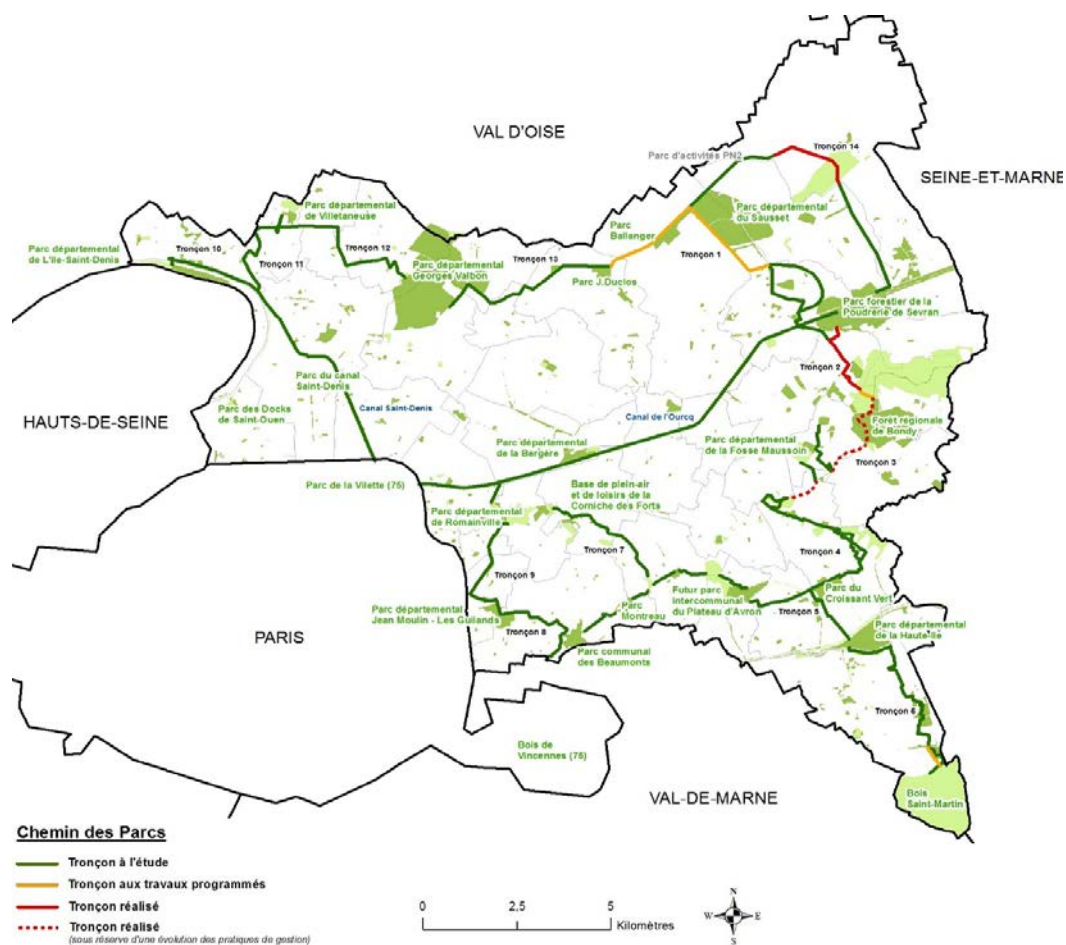 VAL D'OISE
Parc d'activités PN2
Tronçon 14
SEINE-ET-MARNE
Parc départemental
de Villetaneuse
Parc départemental
du Sausset
Parc
Ballanger
Parc départemental
de L'Ile-Saint-Denis
Tronçon 10
Tronçon 11
Tronçon 12
Tronçon 13
Tronçon 1
Parc départemental
Georges Valbon
Parc J.Duclos
Parc forestier de la
Poudrerie de Sevran
Tronçon 2
Parc du canal
Saint-Denis
HAUTS-DE-SEINE
Parc des Docks
de Saint-Ouen
Canal Saint-Denis
Canal de l'Ourcq
Forêt régionale
de Bondy
Parc départemental
de la Bergère
Parc départemental
de la Fosse Maussoin
Tronçon 3
Parc de la Vilette (75)
Base de plein-air
et de loisirs de la
Corniche des Forts
Parc départemental
de Romainville
Tronçon 7
Tronçon 4
Tronçon 9
Parc départemental
Jean Moulin - Les Guilands
Parc
Montreau
Futur parc
intercommunal
du Plateau d'Avron
Parc du
Croissant Vert
Tronçon 5
Tronçon 8
PARIS
Parc communal
des Beaumonts
Parc départemental
de la Haute-Ile
Tronçon 6
Bois de
Vincennes (75)
VAL-DE-MARNE
Bois
Saint-Martin
Chemin des Parcs
Tronçon à l'étude
Tronçon aux travaux programmés
Tronçon réalisé
Tronçon réalisé
(sous réserve d'une évolution des pratiques de gestion)
0 2,5 5
Kilomètres
N
W E
S